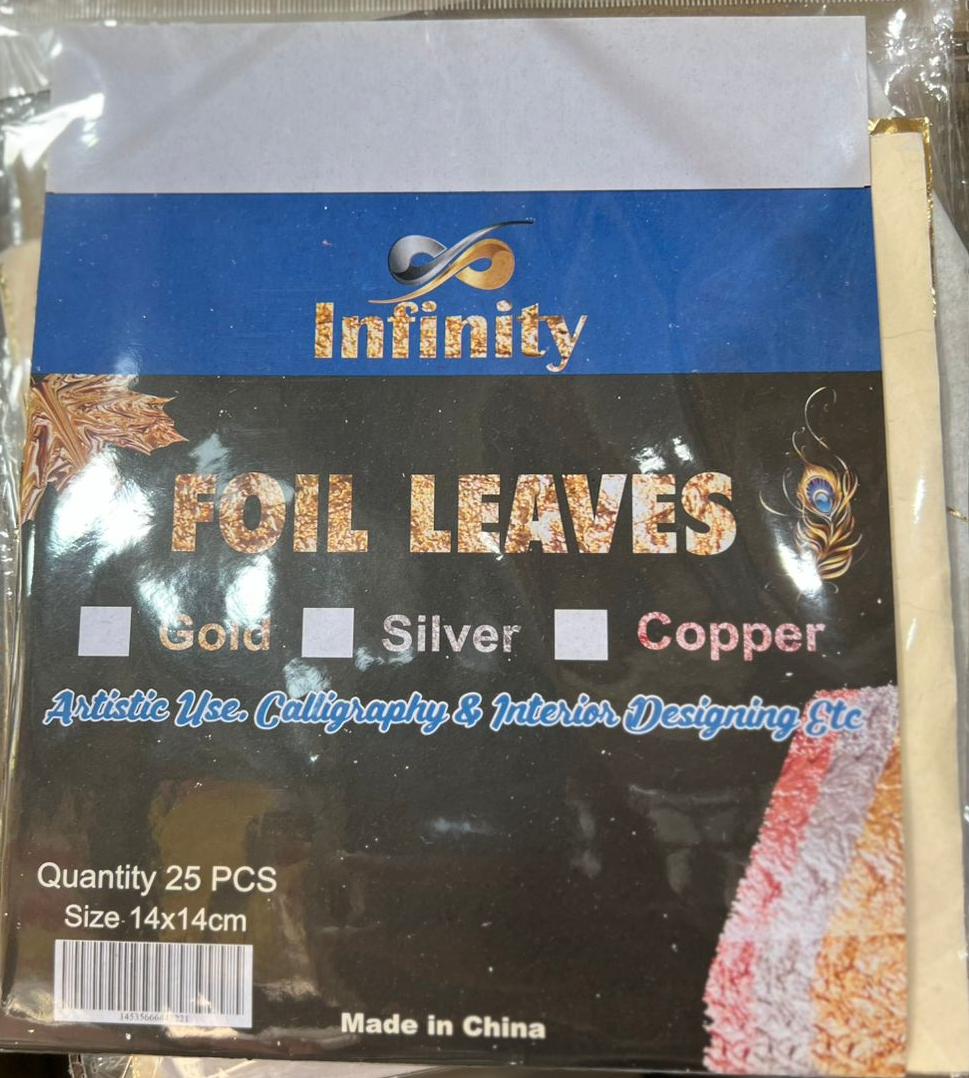 Infinity
FOIL LEAVES
Gold Silver Copper
Artistic Use. Calligraphy & Interior Designing Etc
Quantity 25 PCS
Size 14x14cm
Made in China